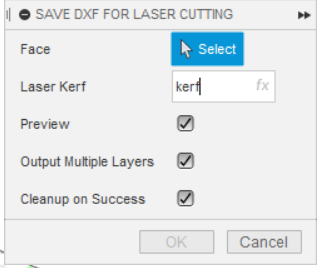 SAVE DXF FOR LASER CUTTING
Face Select
Laser Kerf kerf fx
Preview
Output Multiple Layers
Cleanup on Success
OK Cancel